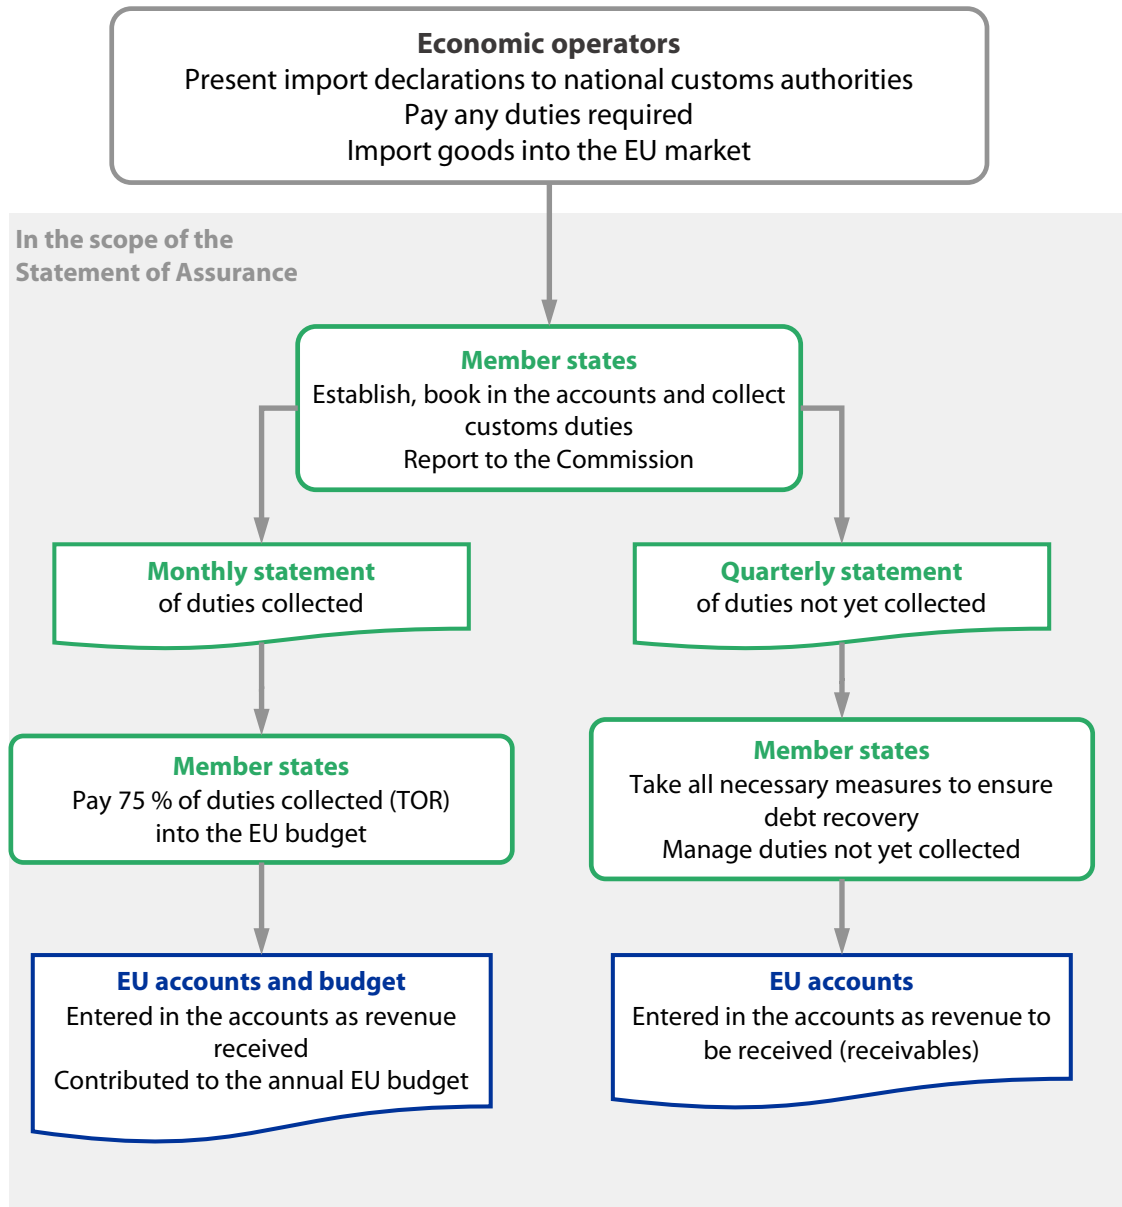 Economic operators
Present import declarations to national customs authorities
Pay any duties required
Import goods into the EU market
In the scope of the
Statement of Assurance
Member states
Establish, book in the accounts and collect
customs duties
Report to the Commission
Monthly statement
of duties collected
Quarterly statement
of duties not yet collected
Member states
Pay 75 % of duties collected (TOR)
into the EU budget
Member states
Take all necessary measures to ensure
debt recovery
Manage duties not yet collected
EU accounts and budget
Entered in the accounts as revenue
received
Contributed to the annual EU budget
EU accounts
Entered in the accounts as revenue to
be received (receivables)